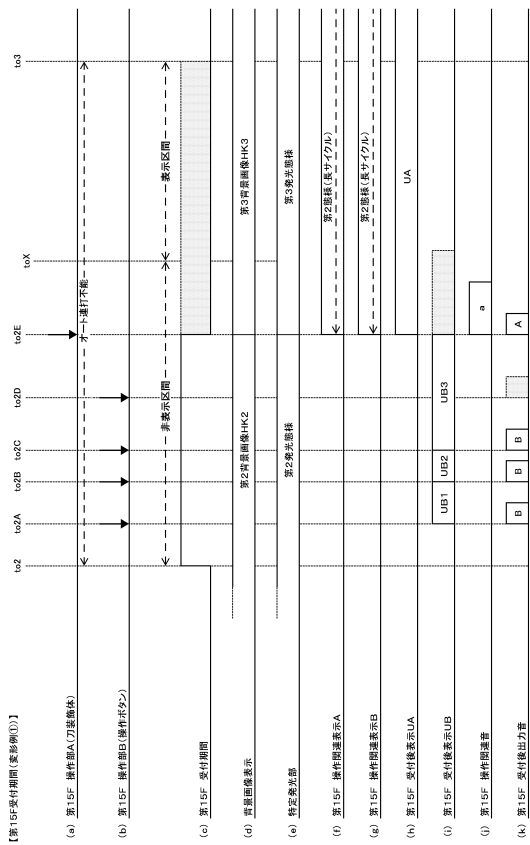 【第15F受付期間(変形例①)】
to2
to2A
to2B
to2C
to2D
to2E
toX
to3
(a) 第15F 操作部A(刀装飾体)
オート連打不能
(b) 第15F 操作部B(操作ボタン)
非表示区間
表示区間
(c) 第15F 受付期間
(d) 背景画像表示
第2背景画像HK2
第3背景画像HK3
(e) 特定発光部
第2発光態様
第3発光態様
(f) 第15F 操作関連表示A
第2態様(長サイクル)
(g) 第15F 操作関連表示B
第2態様(長サイクル)
(h) 第15F 受付後表示UA
UA
(i) 第15F 受付後表示UB
UB1
UB2
UB3
(j) 第15F 操作関連音
a
(k) 第15F 受付後出力音
B
B
B
A